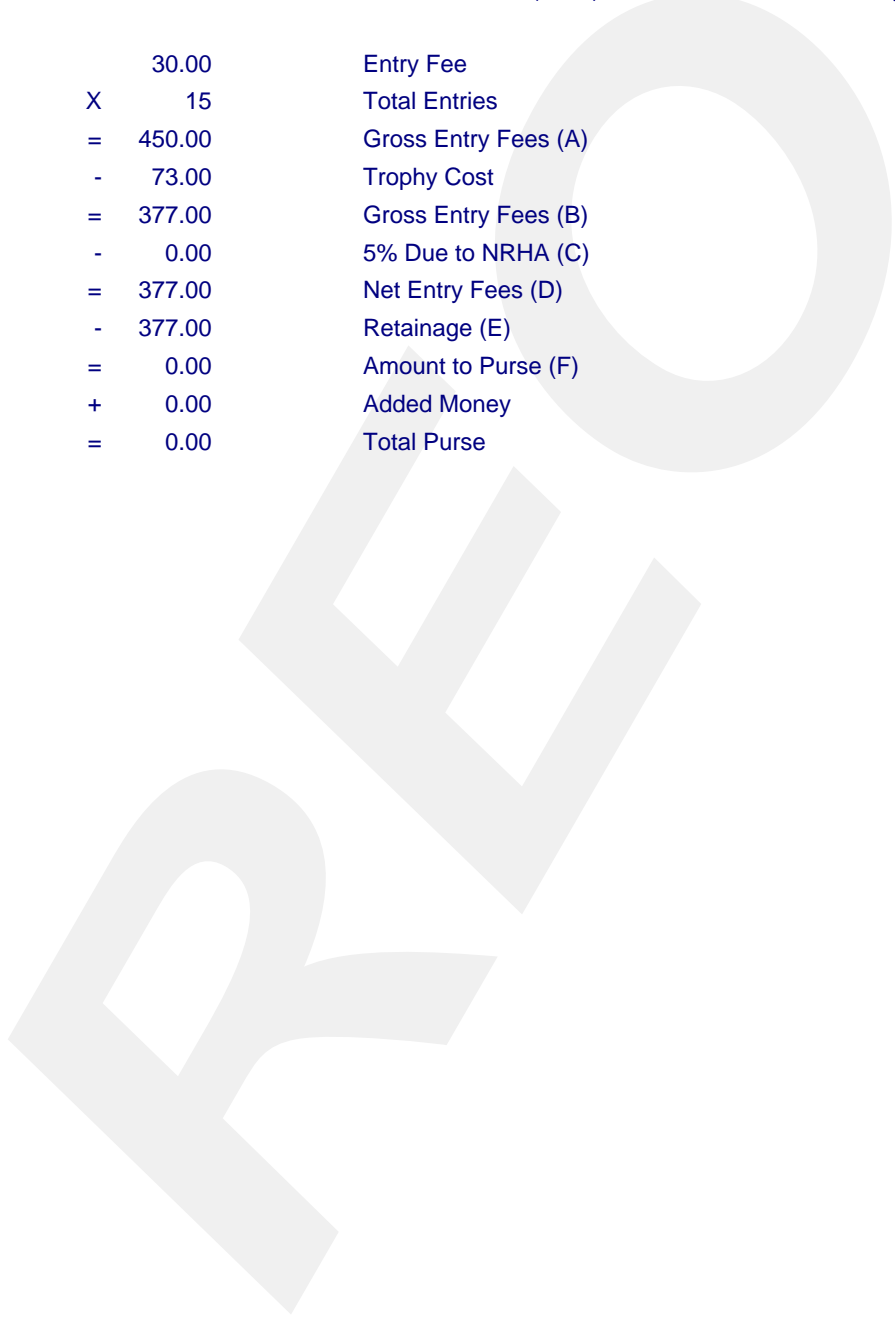 30.00 Entry Fee
X 15 Total Entries
= 450.00 Gross Entry Fees (A)
- 73.00 Trophy Cost
= 377.00 Gross Entry Fees (B)
- 0.00 5% Due to NRHA (C)
= 377.00 Net Entry Fees (D)
- 377.00 Retainage (E)
= 0.00 Amount to Purse (F)
+ 0.00 Added Money
= 0.00 Total Purse
REO